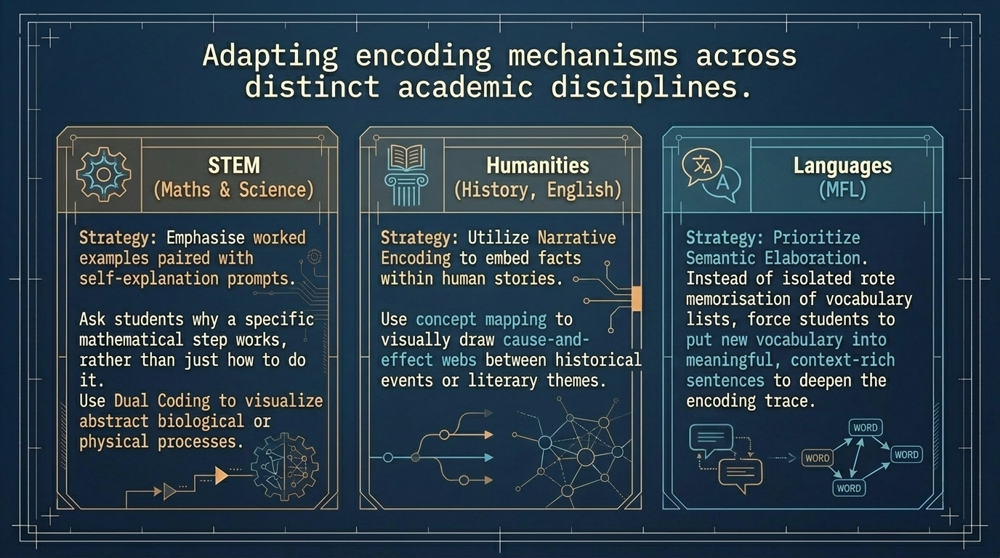 Adapting encoding mechanisms across
distinct academic disciplines.
STEM
(Maths & Science)
Strategy: Emphasise worked
examples paired with
self-explanation prompts.
Ask students why a specific
mathematical step works,
rather than just how to do
it.
Use Dual Coding to visualize
abstract biological or
physical processes.
Humanities
(History, English)
Strategy: Utilize Narrative
Encoding to embed facts
within human stories.
Use concept mapping to
visually draw cause-and-
effect webs between historical
events or literary themes.
文A
A
Languages
(MFL)
Strategy: Prioritize
Semantic Elaboration.
Instead of isolated rote
memorisation of vocabulary
lists, force students to
put new vocabulary into
meaningful, context-rich
sentences to deepen the
encoding trace.
WORD
WORD
WORD
WORD